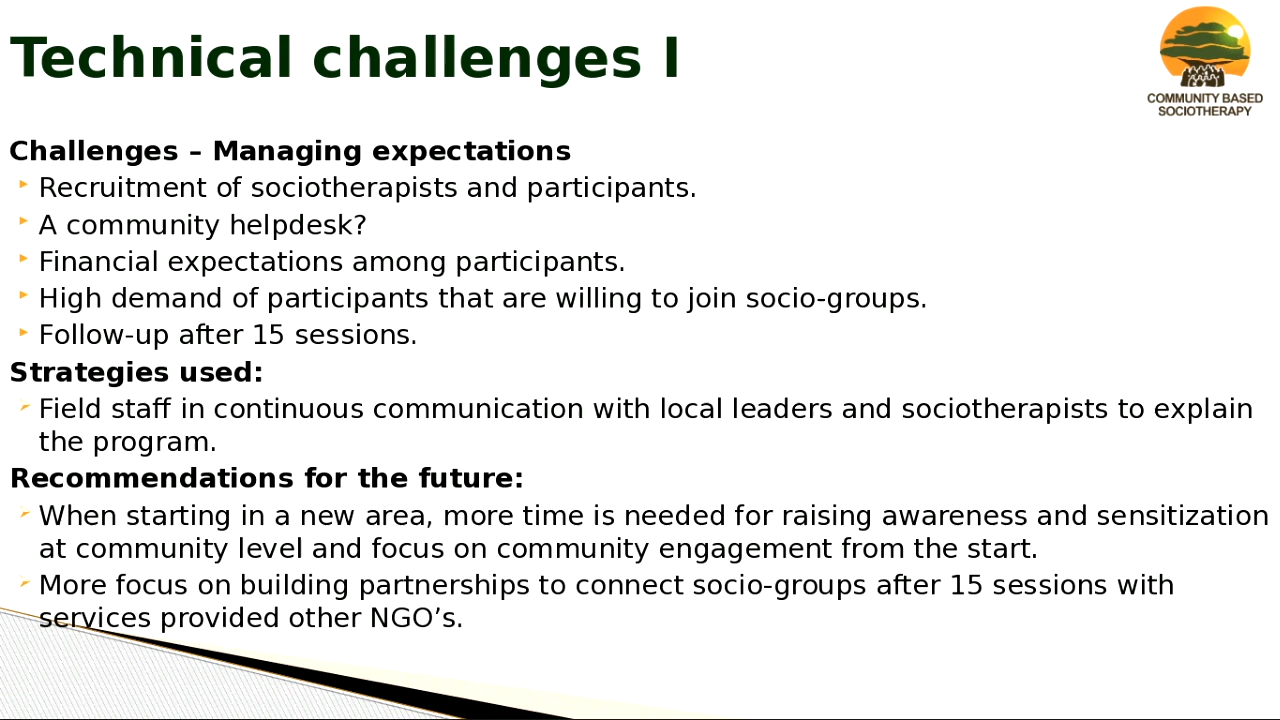 Technical challenges I
COMMUNITY BASED
SOCIOTHERAPY
Challenges – Managing expectations
Recruitment of sociotherapists and participants.
A community helpdesk?
Financial expectations among participants.
High demand of participants that are willing to join socio-groups.
Follow-up after 15 sessions.
Strategies used:
Field staff in continuous communication with local leaders and sociotherapists to explain
the program.
Recommendations for the future:
When starting in a new area, more time is needed for raising awareness and sensitization
at community level and focus on community engagement from the start.
More focus on building partnerships to connect socio-groups after 15 sessions with
services provided other NGO’s.